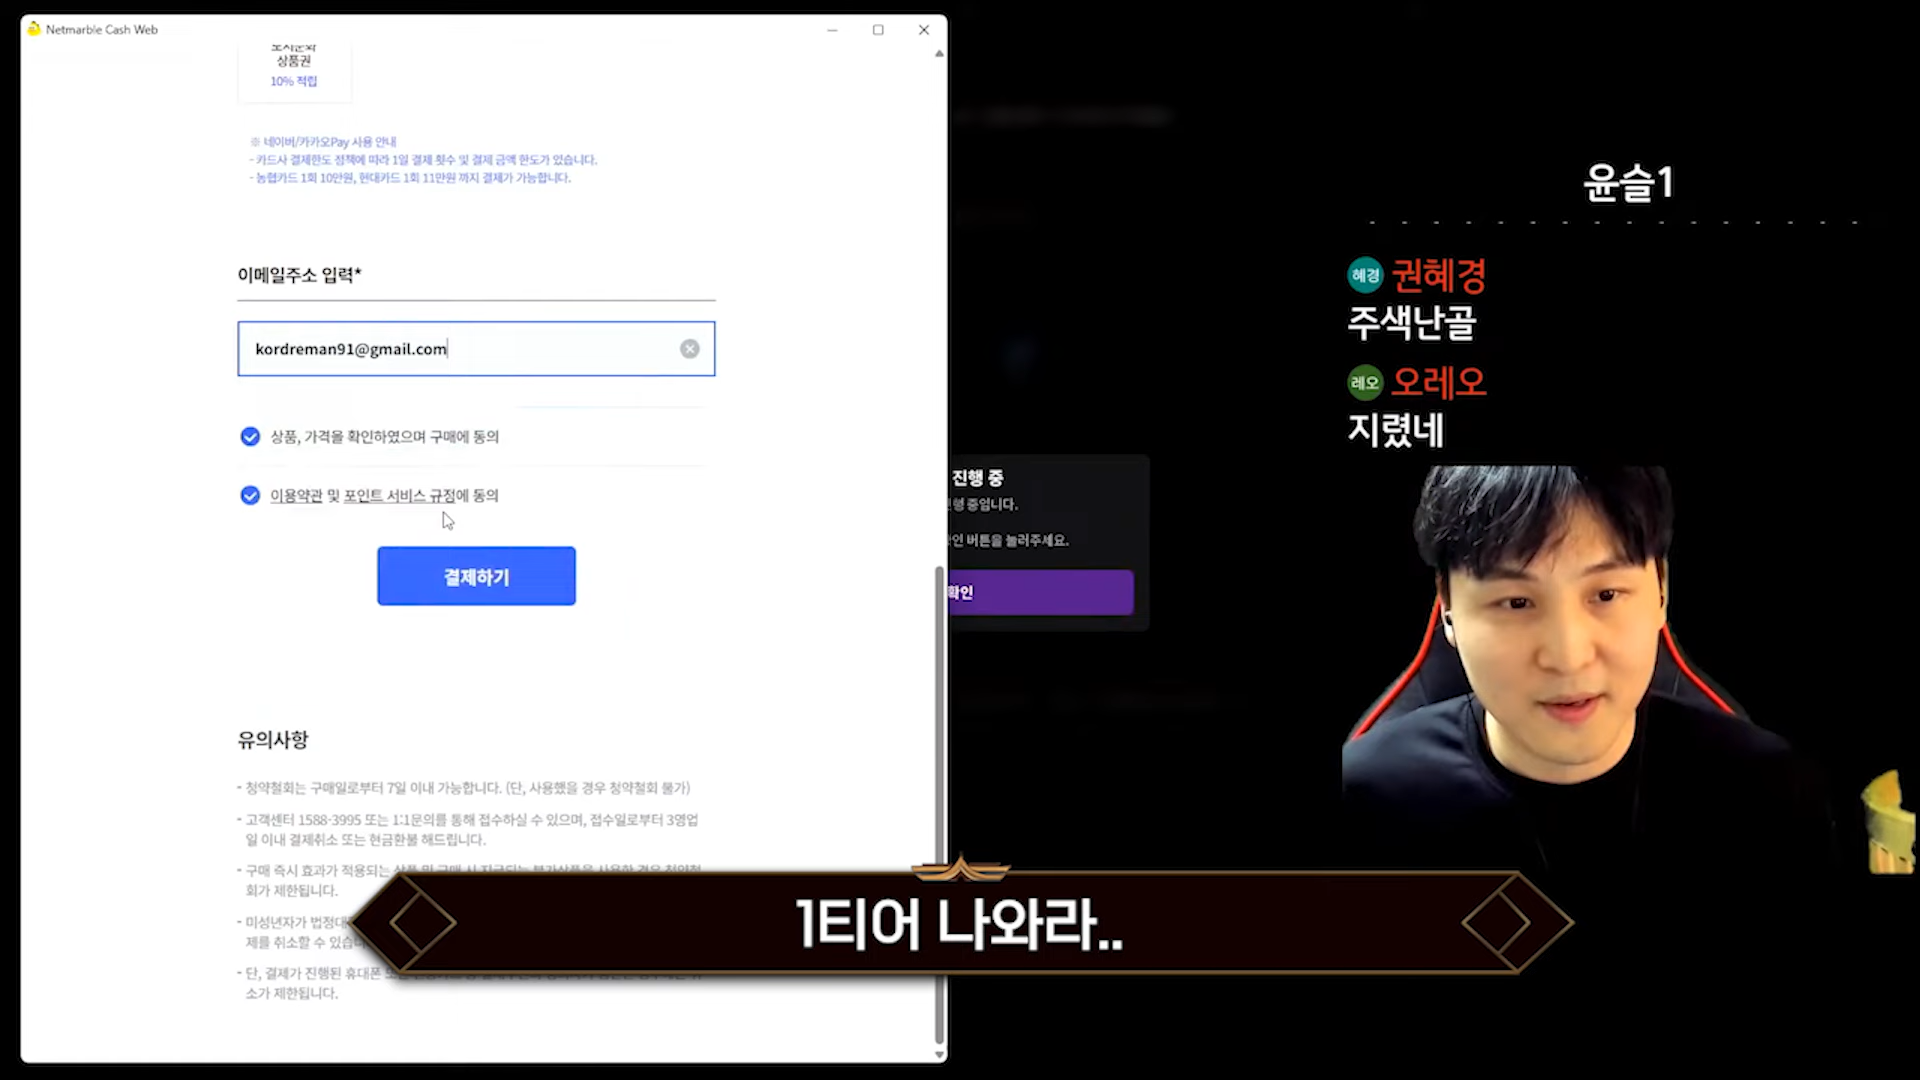 Netmarble Cash Web
상품권
10% 적립
※ 네이버/카카오Pay 사용 안내
- 카드사 결제한도 정책에 따라 1일 결제 횟수 및 결제 금액 한도가 있습니다.
- 농협카드 1회 10만원, 현대카드 1회 11만원 까지 결제가 가능합니다.
이메일주소 입력*
kordreman91@gmail.com
상품, 가격을 확인하였으며 구매에 동의
이용약관 및 포인트 서비스 규정에 동의
결제하기
유의사항
- 청약철회는 구매일로부터 7일 이내 가능합니다. (단, 사용했을 경우 청약철회 불가)
- 고객센터 1588-3995 또는 1:1문의를 통해 접수하실 수 있으며, 접수일로부터 3영업
일 이내 결제취소 또는 현금환불 해드립니다.
- 구매 즉시 효과가 적용되는
회가 제한됩니다.
- 미성년자가 법정대
제를 취소할 수 있습니
- 단, 결제가 진행된 휴대폰
소가 제한됩니다.
진행 중
중입니다.
버튼을 눌러주세요.
확인
윤슬1
혜경 권혜경
주색난골
레오 오레오
지렸네
1티어 나와라..